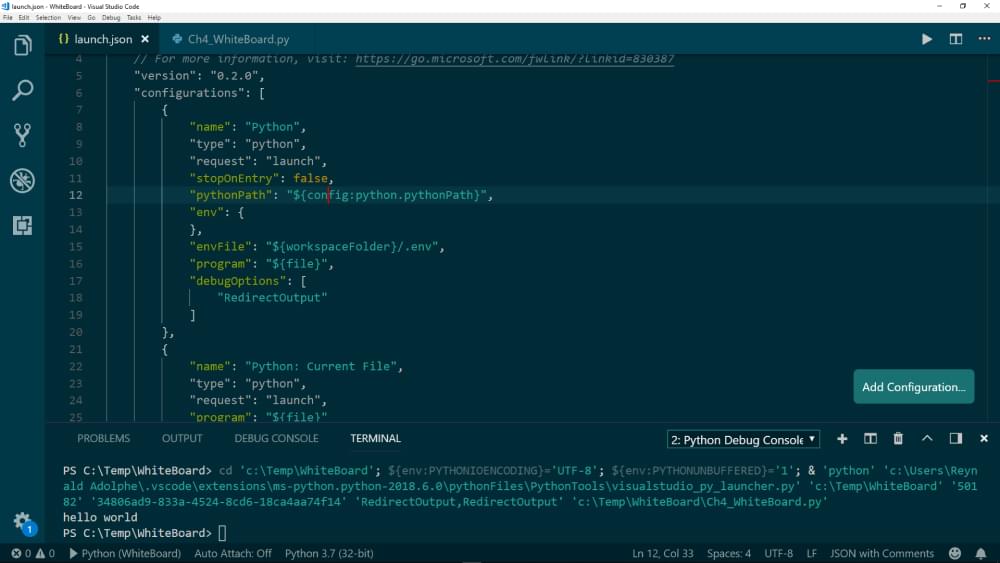 launch.json - WhiteBoard - Visual Studio Code
File Edit Selection View Go Debug Tasks Help
{} launch.json × Ch4_WhiteBoard.py
4 // For more information, visit: https://go.microsoft.com/fwlink/?linkid=830387
5 "version": "0.2.0",
6 "configurations": [
7 {
8 "name": "Python",
9 "type": "python",
10 "request": "launch",
11 "stopOnEntry": false,
12 "pythonPath": "${config:python.pythonPath}",
13 "env": {
14 },
15 "envFile": "${workspaceFolder}/.env",
16 "program": "${file}",
17 "debugOptions": [
18 "RedirectOutput"
19 ]
20 },
21 {
22 "name": "Python: Current File",
23 "type": "python",
24 "request": "launch",
25 "program": "${file}"
Add Configuration...
PROBLEMS OUTPUT DEBUG CONSOLE TERMINAL 2: Python Debug Console
PS C:\Temp\WhiteBoard> cd 'c:\Temp\WhiteBoard'; ${env:PYTHONIOENCODING}='UTF-8'; ${env:PYTHONUNBUFFERED}='1'; & 'python' 'c:\Users\Reyn
ald Adolphe\.vscode\extensions\ms-python.python-2018.6.0\pythonFiles\PythonTools\visualstudio_py_launcher.py' 'c:\Temp\WhiteBoard' '501
82' '34806ad9-833a-4524-8cd6-18ca4aa74f14' 'RedirectOutput,RedirectOutput' 'c:\Temp\WhiteBoard\Ch4_WhiteBoard.py'
hello world
PS C:\Temp\WhiteBoard>
1
0 0 Python (WhiteBoard) Auto Attach: Off Python 3.7 (32-bit) Ln 12, Col 33 Spaces: 4 UTF-8 LF JSON with Comments